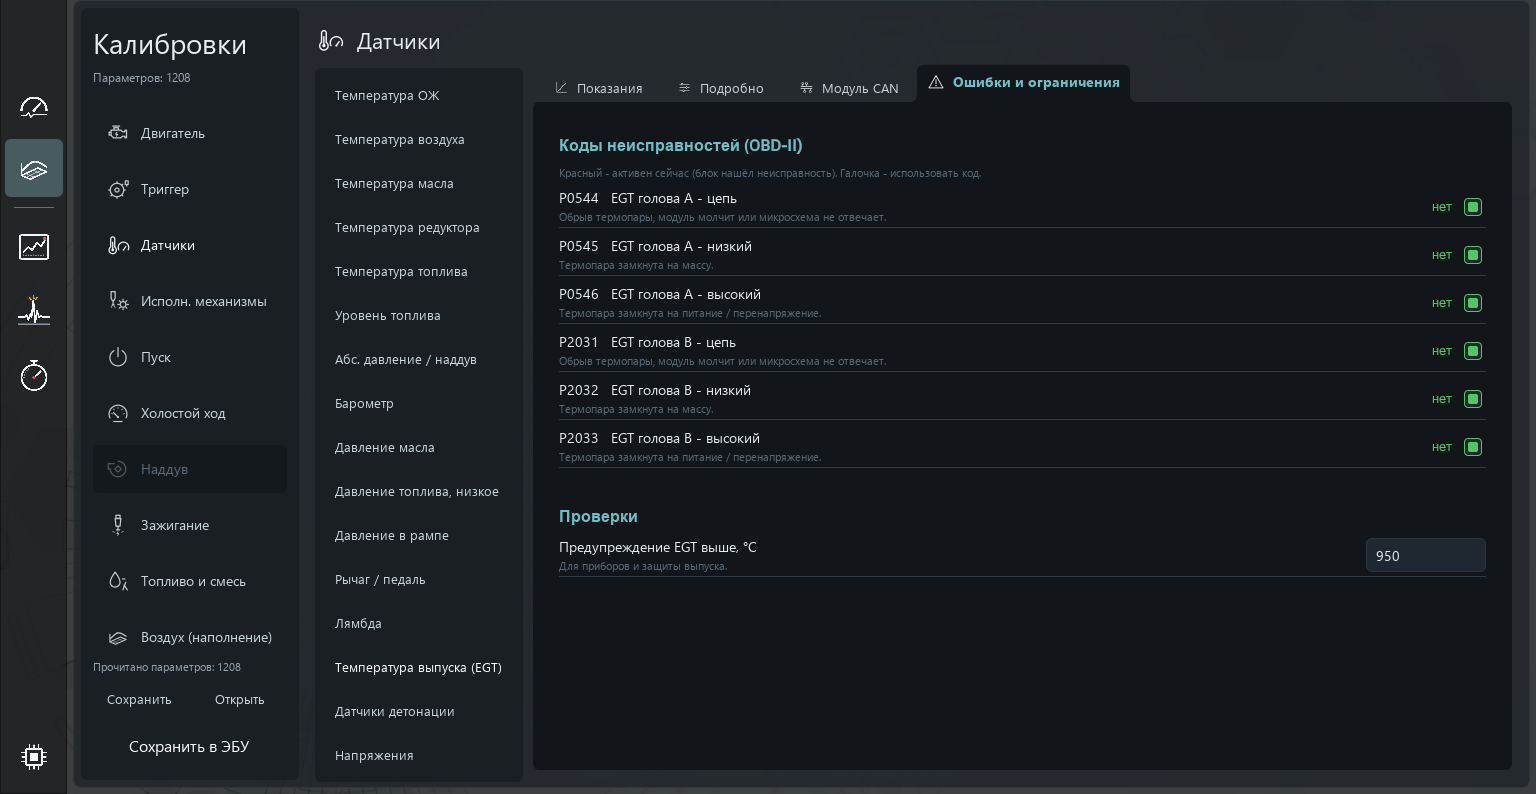 Калибровки
Параметров: 1208
Двигатель
Триггер
Датчики
Исполн. механизмы
Пуск
Холостой ход
Наддув
Зажигание
Топливо и смесь
Воздух (наполнение)
Прочитано параметров: 1208
Сохранить Открыть
Сохранить в ЭБУ
Датчики
Температура ОЖ
Температура воздуха
Температура масла
Температура редуктора
Температура топлива
Уровень топлива
Абс. давление / наддув
Барометр
Давление масла
Давление топлива, низкое
Давление в рампе
Рычаг / педаль
Лямбда
Температура выпуска (EGT)
Датчики детонации
Напряжения
Показания Подробно Модуль CAN Ошибки и ограничения
Коды неисправностей (OBD-II)
Красный - активен сейчас (блок нашёл неисправность). Галочка - использовать код.
P0544 EGT голова A - цепь нет
Обрыв термопары, модуль молчит или микросхема не отвечает.
P0545 EGT голова A - низкий нет
Термопара замкнута на массу.
P0546 EGT голова A - высокий нет
Термопара замкнута на питание / перенапряжение.
P2031 EGT голова B - цепь нет
Обрыв термопары, модуль молчит или микросхема не отвечает.
P2032 EGT голова B - низкий нет
Термопара замкнута на массу.
P2033 EGT голова B - высокий нет
Термопара замкнута на питание / перенапряжение.
Проверки
Предупреждение EGT выше, °C 950
Для приборов и защиты выпуска.